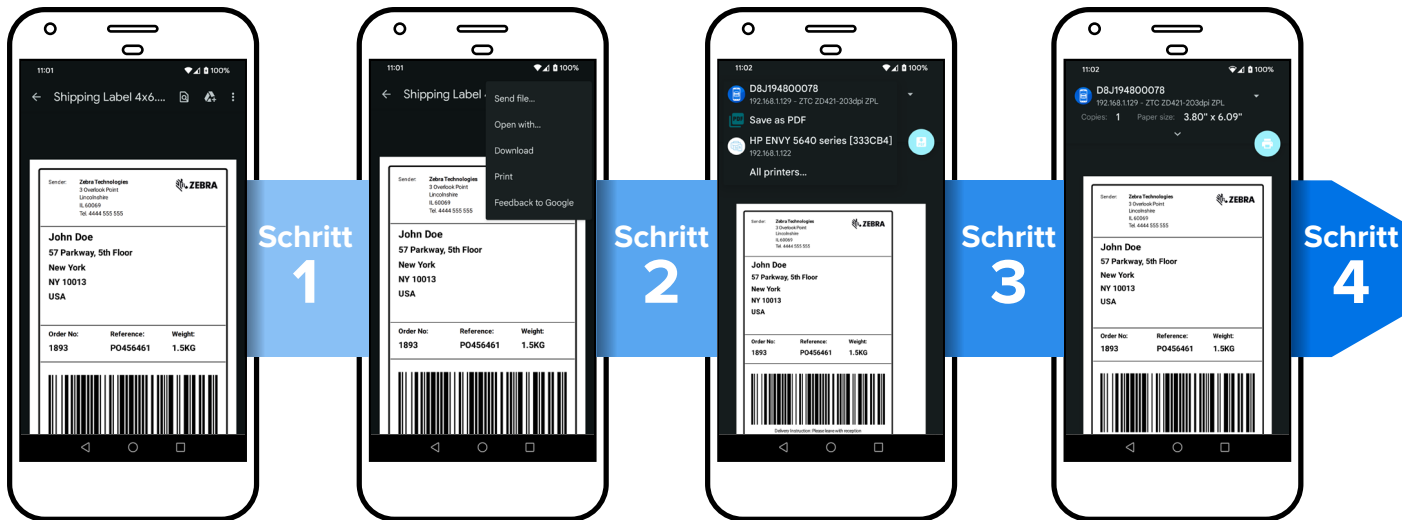 11:01
100%
Shipping Label 4x6....
Sender:
Zebra Technologies
3 Overlook Point
Lincolnshire
IL 60069
Tel. 4444 555 555
ZEBRA
John Doe
57 Parkway, 5th Floor
New York
NY 10013
USA
Order No: Reference: Weight:
1893 PO456461 1.5KG
Schritt
1
11:01
100%
Shipping Label
Send file...
Open with...
Download
Print
Feedback to Google
Sender:
Zebra Technologies
3 Overlook Point
Lincolnshire
IL 60069
Tel. 4444 555 555
John Doe
57 Parkway, 5th Floor
New York
NY 10013
USA
Order No: Reference: Weight:
1893 PO456461 1.5KG
Schritt
2
11:02
100%
D8J194800078
192.168.1.129 - ZTC ZD421-203dpi ZPL
PDF
Save as PDF
HP ENVY 5640 series [333CB4]
192.168.1.122
All printers...
Sender:
Zebra Technologies
3 Overlook Point
Lincolnshire
IL 60069
Tel. 4444 555 555
ZEBRA
John Doe
57 Parkway, 5th Floor
New York
NY 10013
USA
Order No: Reference: Weight:
1893 PO456461 1.5KG
Delivery Instruction: Please leave with reception
Schritt
3
11:02
100%
D8J194800078
192.168.1.129 - ZTC ZD421-203dpi ZPL
Copies: 1 Paper size: 3.80" x 6.09"
Sender:
Zebra Technologies
3 Overlook Point
Lincolnshire
IL 60069
Tel. 4444 555 555
ZEBRA
John Doe
57 Parkway, 5th Floor
New York
NY 10013
USA
Order No: Reference: Weight:
1893 PO456461 1.5KG
Schritt
4